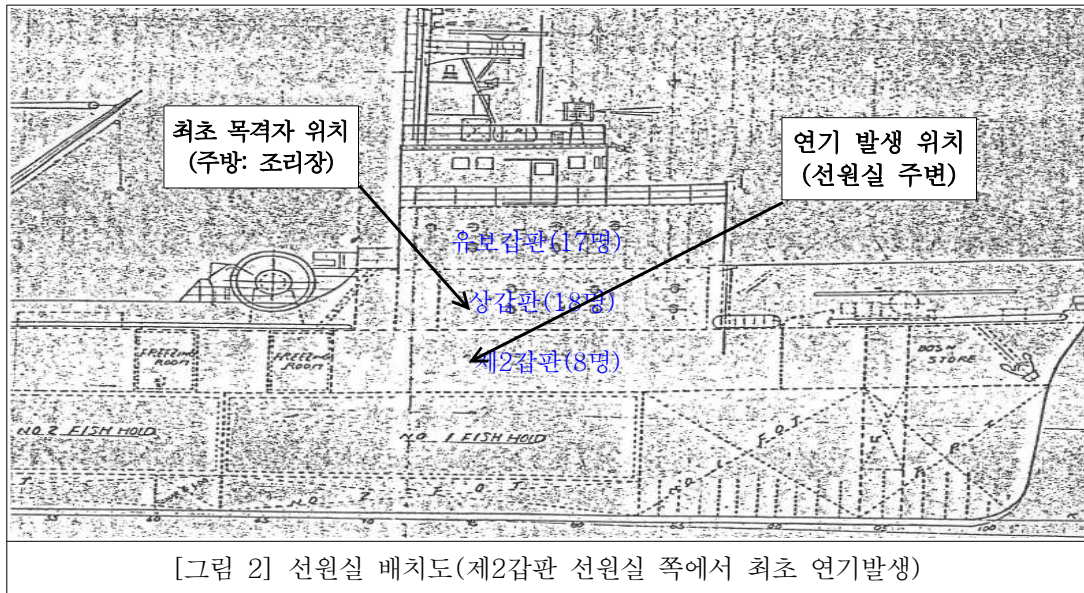 최초 목격자 위치
(주방: 조리장)
연기 발생 위치
(선원실 주변)
유보갑판(17명)
상갑판(18명)
제2갑판(8명)
FREEZING
ROOM
FREEZING
ROOM
BOS'N
STORE
NO. 2 FISH HOLD
NO. 1 FISH HOLD
[그림 2] 선원실 배치도(제2갑판 선원실 쪽에서 최초 연기발생)